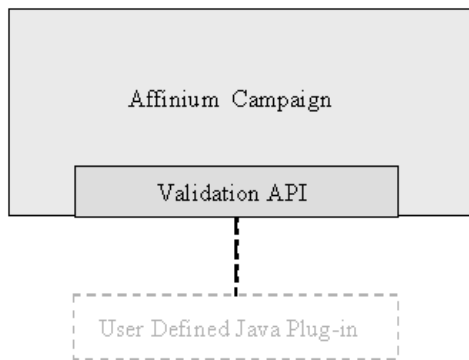 Affinium Campaign
Validation API
User Defined Java Plug-in